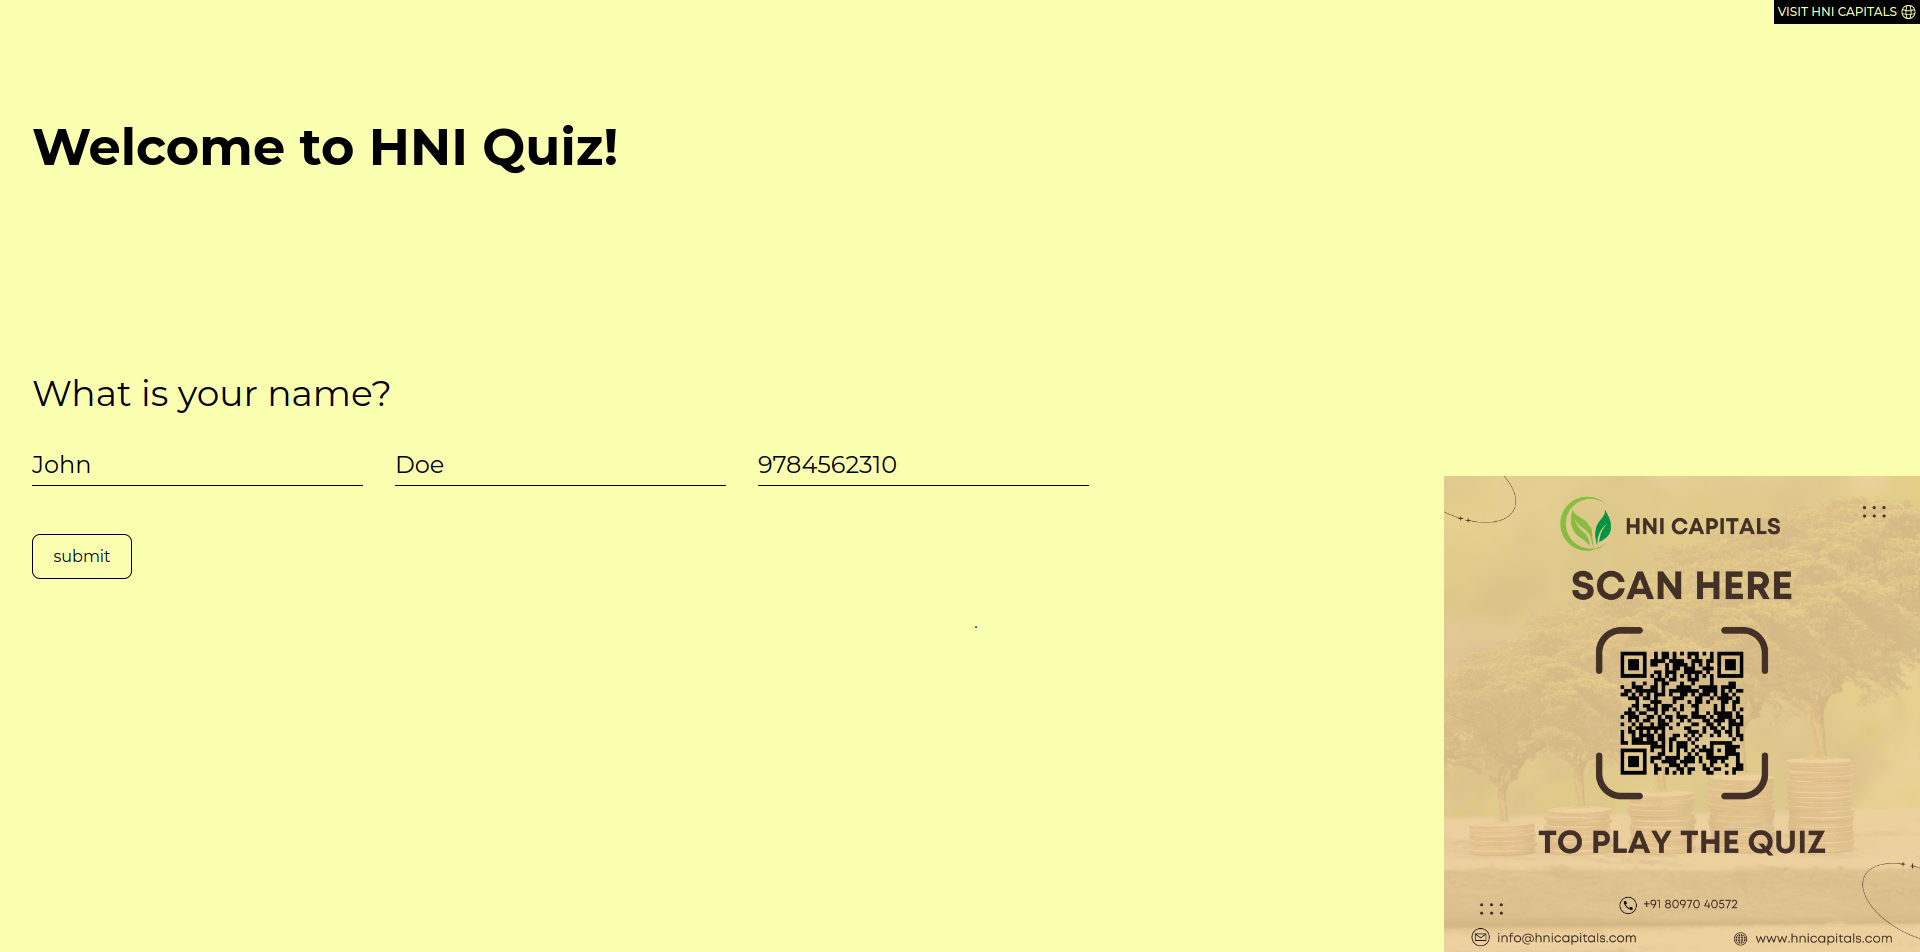 VISIT HNI CAPITALS
Welcome to HNI Quiz!
What is your name?
John
Doe
9784562310
submit
HNI CAPITALS
SCAN HERE
TO PLAY THE QUIZ
+91 80970 40572
info@hnicapitals.com
www.hnicapitals.com